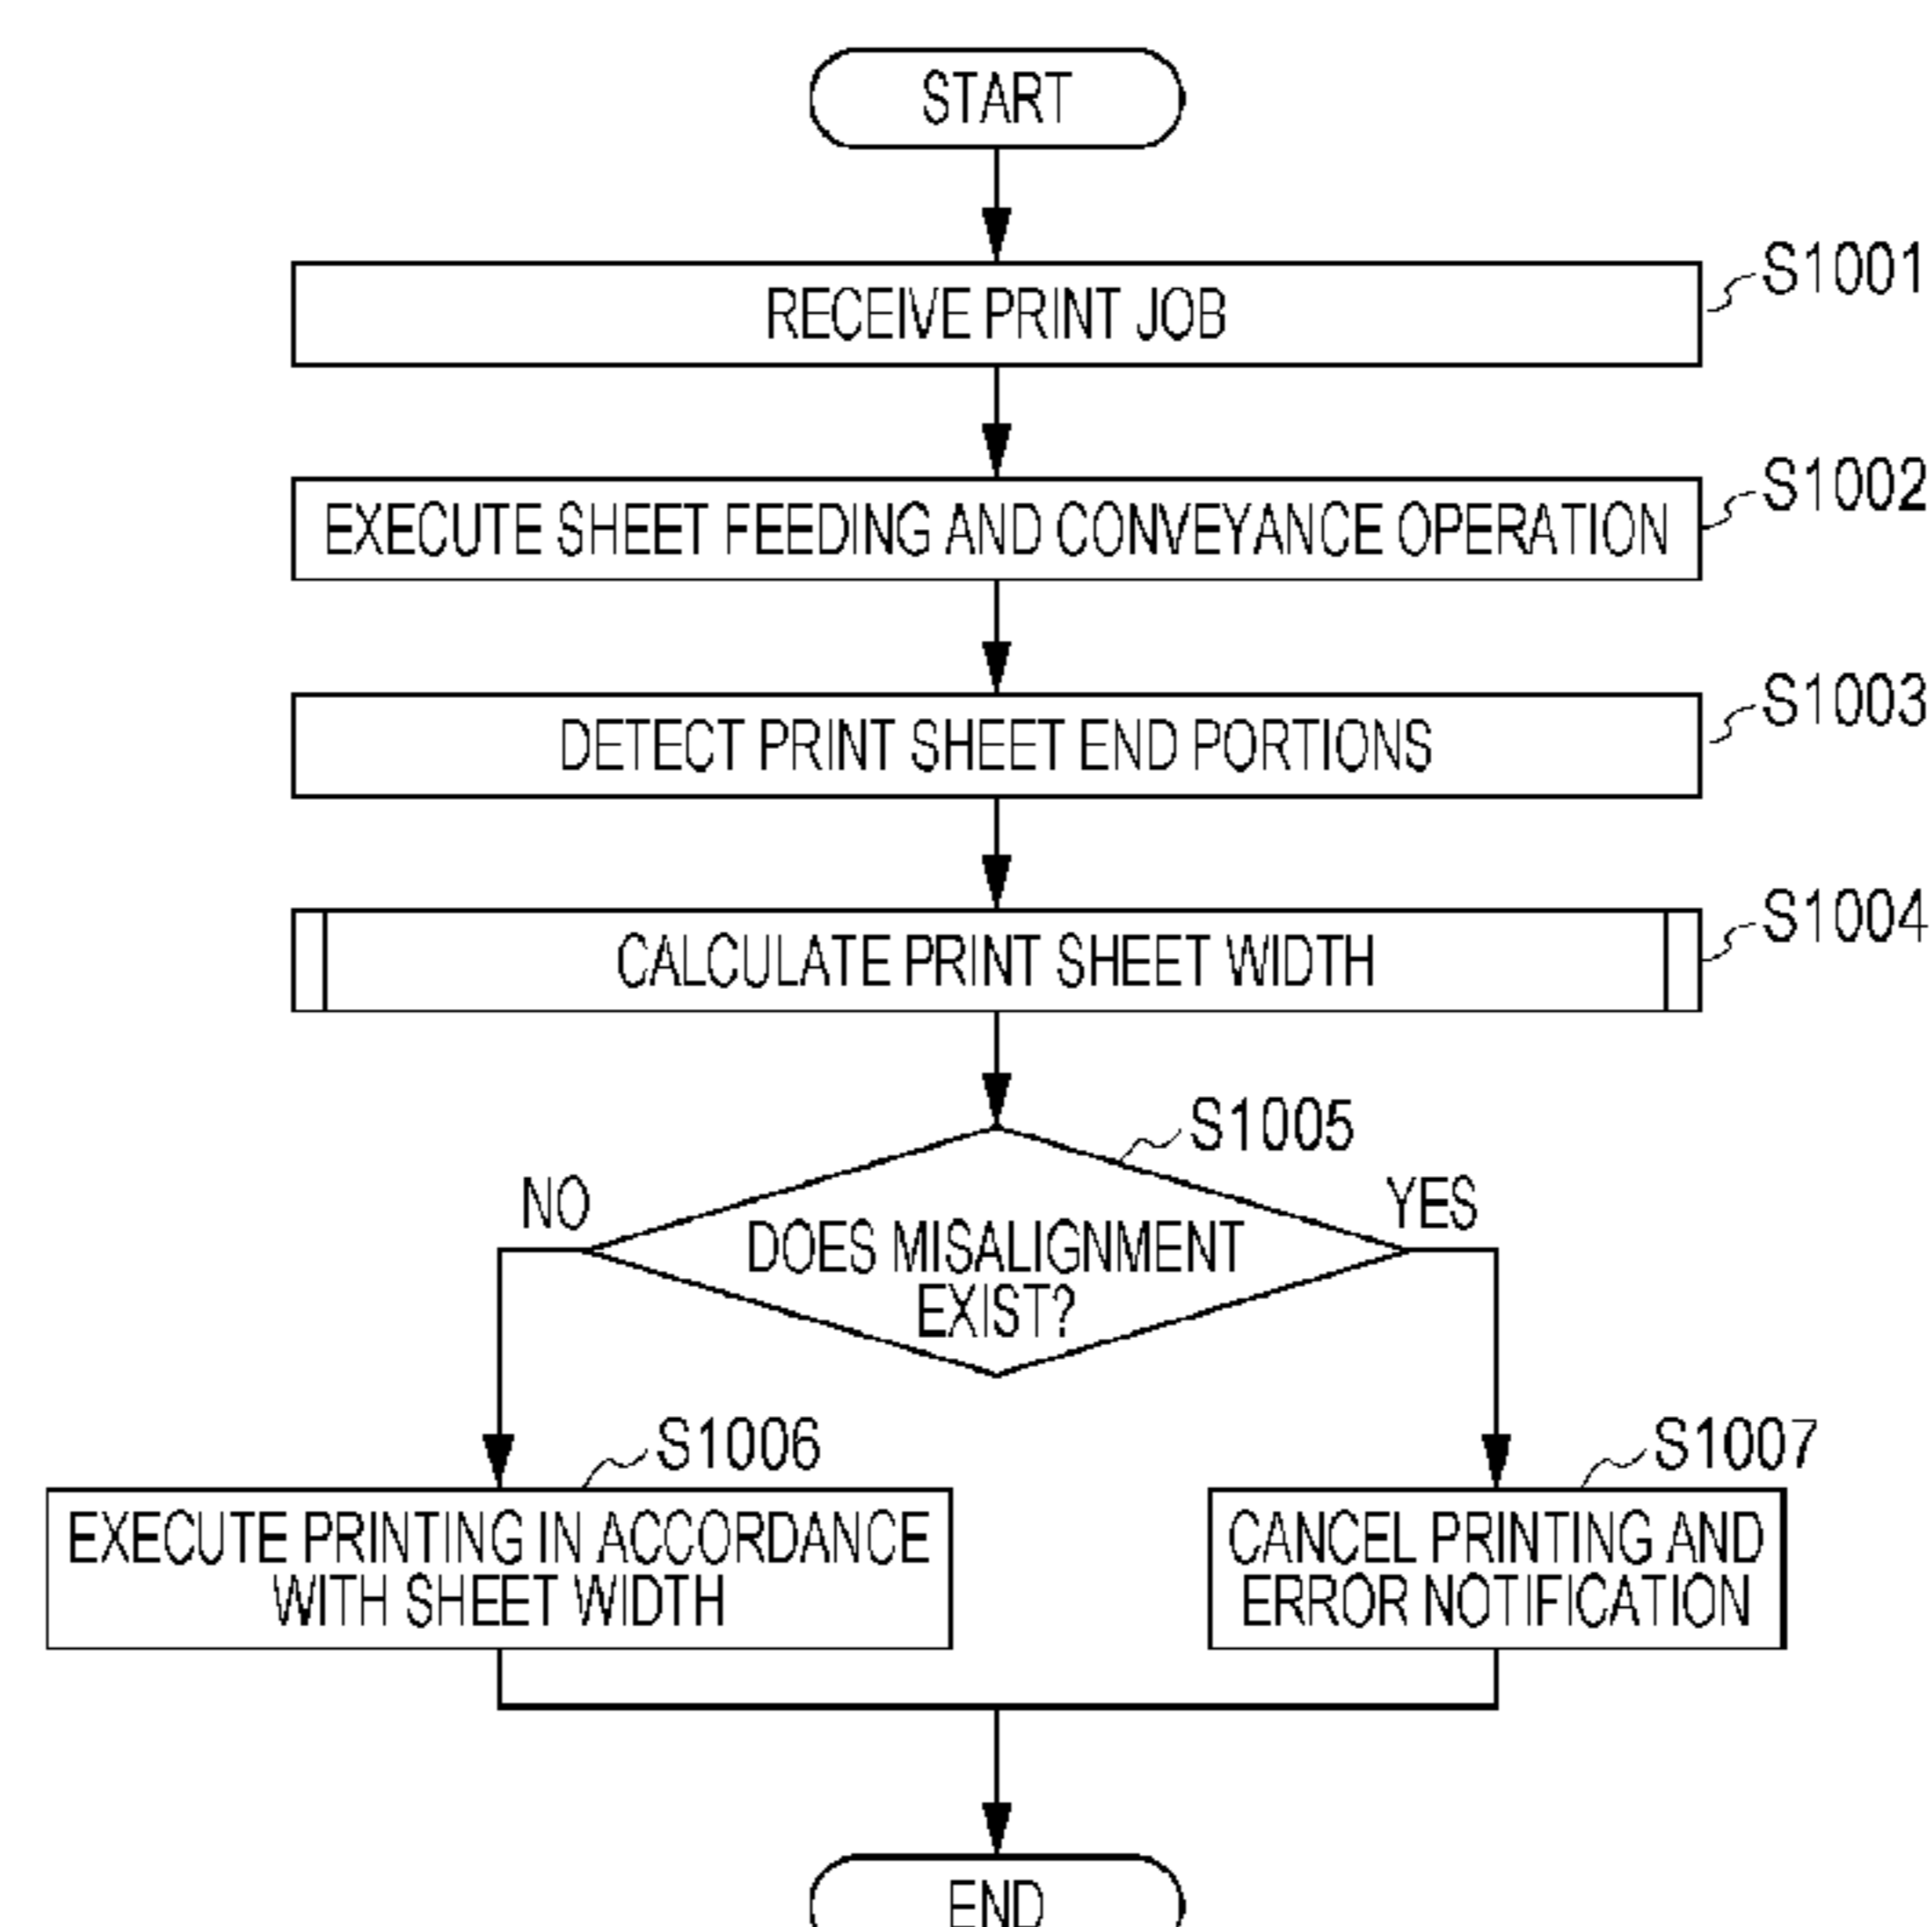 START
RECEIVE PRINT JOB
S1001
EXECUTE SHEET FEEDING AND CONVEYANCE OPERATION
S1002
DETECT PRINT SHEET END PORTIONS
S1003
CALCULATE PRINT SHEET WIDTH
S1004
S1005
NO
YES
DOES MISALIGNMENT
EXIST?
S1006
EXECUTE PRINTING IN ACCORDANCE
WITH SHEET WIDTH
S1007
CANCEL PRINTING AND
ERROR NOTIFICATION
END